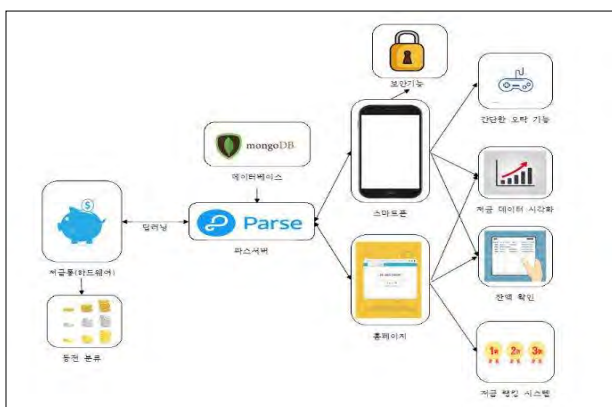 보안기능
간단한 오락 기능
mongoDB
데이터베이스
저금 데이터 시각화
스마트폰
딥러닝
Parse
파스서버
저금통(하드웨어)
잔액 확인
홈페이지
동전 분류
저금 랭킹 시스템